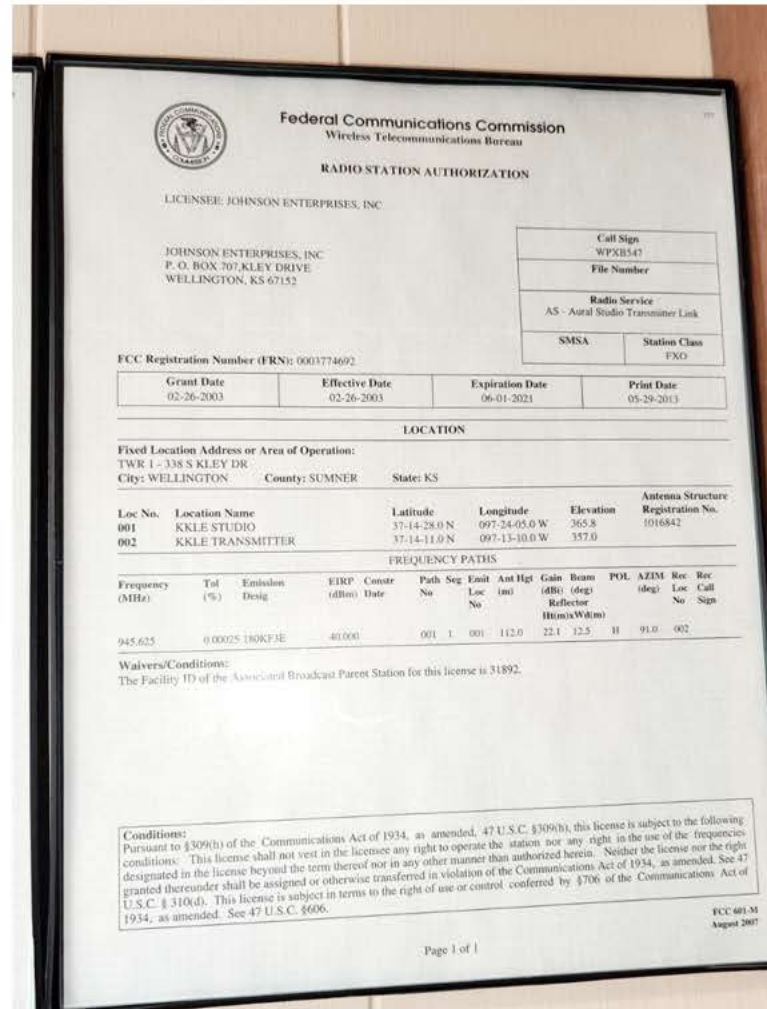 Federal Communications Commission
Wireless Telecommunications Bureau
RADIO STATION AUTHORIZATION
LICENSEE: JOHNSON ENTERPRISES, INC
JOHNSON ENTERPRISES, INC
P. O. BOX 707,KLEY DRIVE
WELLINGTON, KS 67152
Call Sign
WPXB547
File Number
Radio Service
AS - Aural Studio Transmitter Link
SMSA Station Class
FXO
FCC Registration Number (FRN): 0003774692
Grant Date Effective Date Expiration Date Print Date
02-26-2003 02-26-2003 06-01-2021 05-29-2013
LOCATION
Fixed Location Address or Area of Operation:
TWR 1 - 338 S KLEY DR
City: WELLINGTON County: SUMNER State: KS
Loc No. Location Name Latitude Longitude Elevation Antenna Structure Registration No.
001 KKLE STUDIO 37-14-28.0 N 097-24-05.0 W 365.8 1016842
002 KKLE TRANSMITTER 37-14-11.0 N 097-13-10.0 W 357.0
FREQUENCY PATHS
Frequency Tol Emission EIRP Constr Path Seg Emit Ant Hgt Gain Beam POL AZIM Rec Rec
(MHz) (%) Desig (dBm) Date No Loc (m) (dBi) (deg) (deg) Loc Call
No Reflector No Sign
Ht(m)xWd(m)
945.625 0.00025 180KF3E 40.000 001 1 001 112.0 22.1 12.5 H 91.0 002
Waivers/Conditions:
The Facility ID of the Associated Broadcast Parent Station for this license is 31892.
Conditions:
Pursuant to §309(h) of the Communications Act of 1934, as amended, 47 U.S.C. §309(h), this license is subject to the following
conditions: This license shall not vest in the licensee any right to operate the station nor any right in the use of the frequencies
designated in the license beyond the term thereof nor in any other manner than authorized herein. Neither the license nor the right
granted thereunder shall be assigned or otherwise transferred in violation of the Communications Act of 1934, as amended. See 47
U.S.C. § 310(d). This license is subject in terms to the right of use or control conferred by §706 of the Communications Act of
1934, as amended. See 47 U.S.C. §606.
FCC 601-M
August 2007
Page 1 of 1